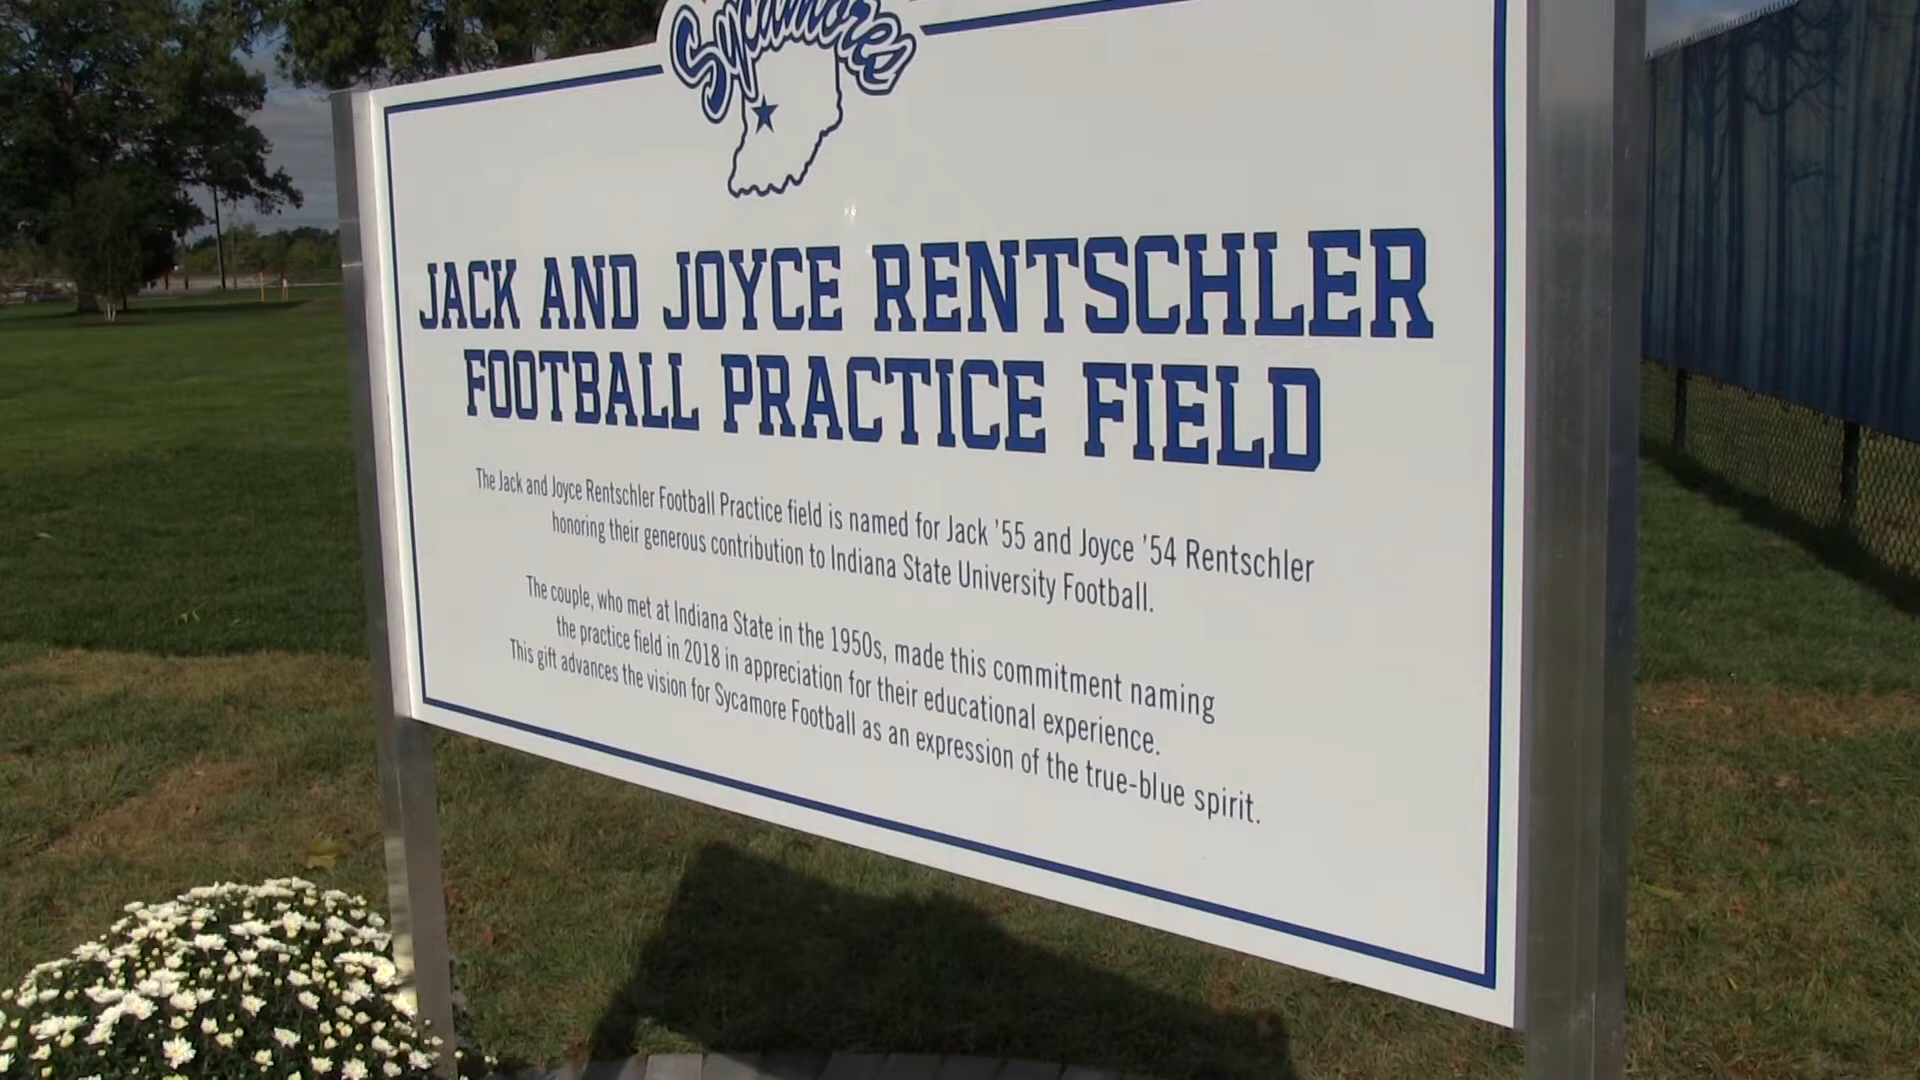 Sycamores
JACK AND JOYCE RENTSCHLER
FOOTBALL PRACTICE FIELD
The Jack and Joyce Rentschler Football Practice field is named for Jack '55 and Joyce '54 Rentschler
honoring their generous contribution to Indiana State University Football.
The couple, who met at Indiana State in the 1950s, made this commitment naming
the practice field in 2018 in appreciation for their educational experience.
This gift advances the vision for Sycamore Football as an expression of the true-blue spirit.